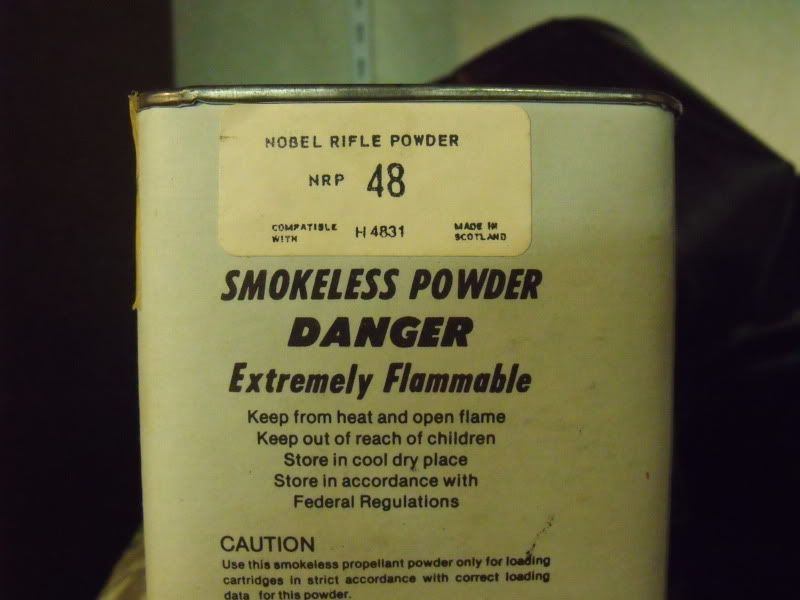 NOBEL RIFLE POWDER
NRP 48
COMPATIBLE WITH H4831 MADE IN SCOTLAND
SMOKELESS POWDER
DANGER
Extremely Flammable
Keep from heat and open flame
Keep out of reach of children
Store in cool dry place
Store in accordance with
Federal Regulations
CAUTION
Use this smokeless propellant powder only for loading
cartridges in strict accordance with correct loading
data for this powder.